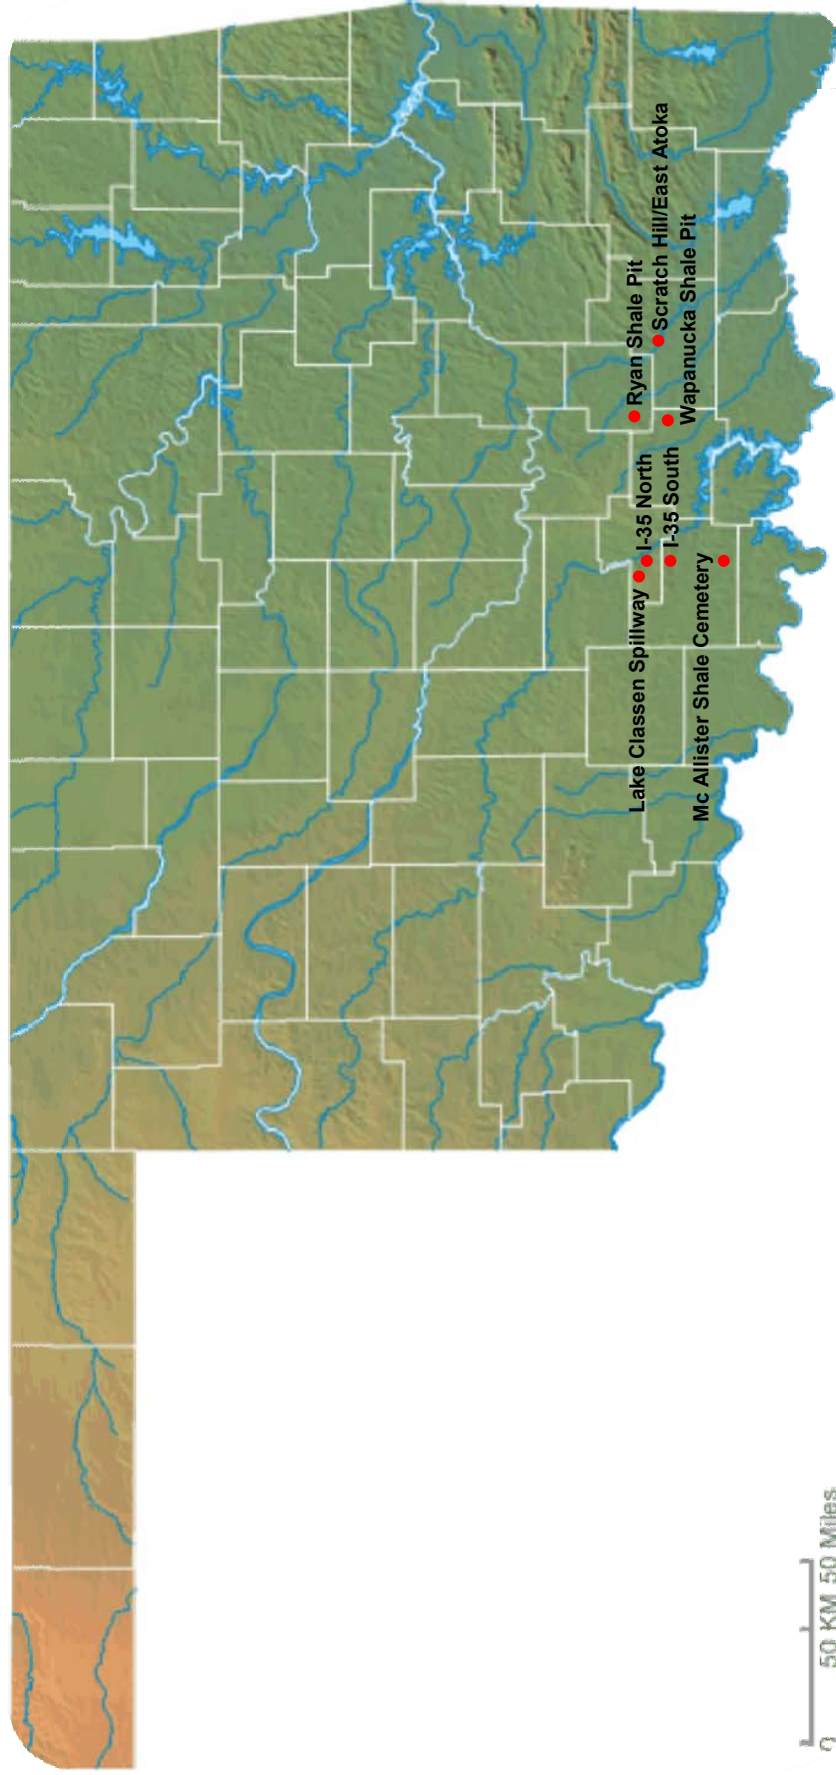 Ryan Shale Pit
Scratch Hill/East Atoka
Wapanucka Shale Pit
I-35 North
I-35 South
Lake Classen Spillway
Mc Allister Shale Cemetery
0 50 KM 50 Miles